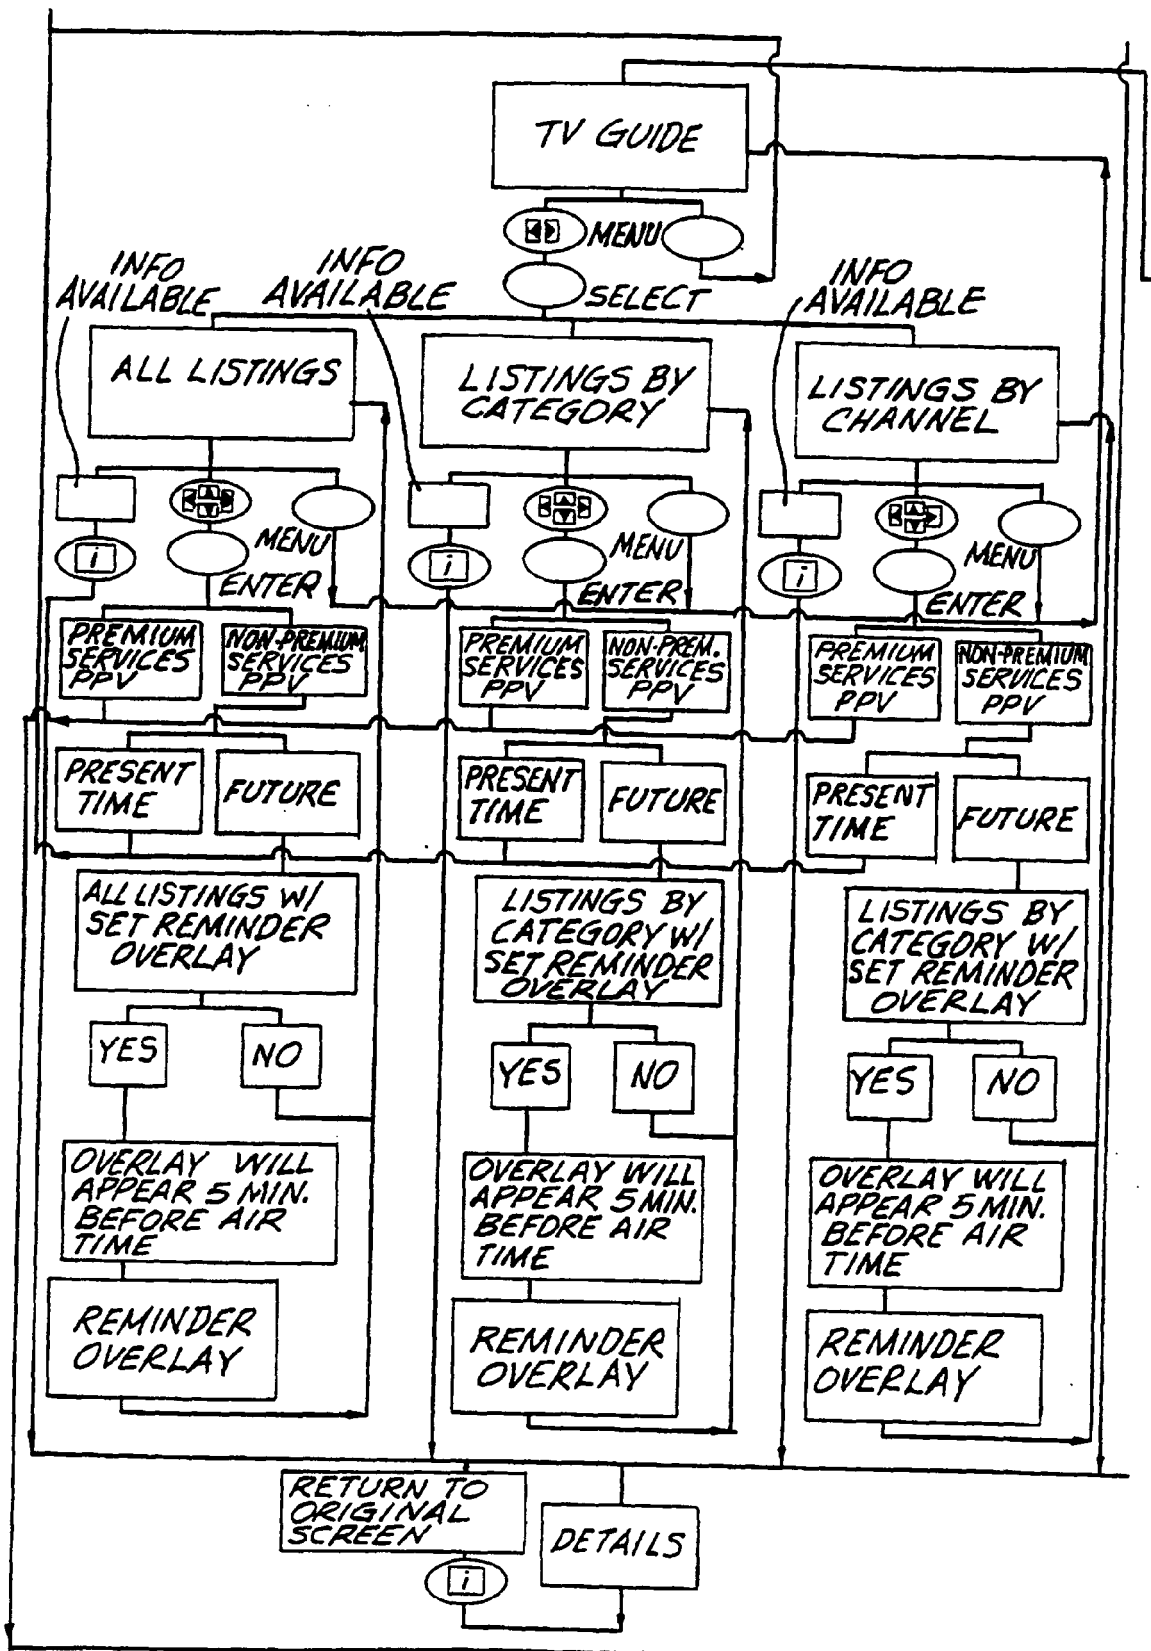 TV GUIDE
MENU
SELECT
INFO
AVAILABLE
INFO
AVAILABLE
INFO
AVAILABLE
ALL LISTINGS
LISTINGS BY
CATEGORY
LISTINGS BY
CHANNEL
i
MENU
ENTER
i
MENU
ENTER
i
MENU
ENTER
PREMIUM
SERVICES
PPV
NON-PREMIUM
SERVICES
PPV
PREMIUM
SERVICES
PPV
NON-PREM.
SERVICES
PPV
PREMIUM
SERVICES
PPV
NON-PREMIUM
SERVICES
PPV
PRESENT
TIME
FUTURE
PRESENT
TIME
FUTURE
PRESENT
TIME
FUTURE
ALL LISTINGS W/
SET REMINDER
OVERLAY
LISTINGS BY
CATEGORY W/
SET REMINDER
OVERLAY
LISTINGS BY
CATEGORY W/
SET REMINDER
OVERLAY
YES
NO
YES
NO
YES
NO
OVERLAY WILL
APPEAR 5 MIN.
BEFORE AIR
TIME
OVERLAY WILL
APPEAR 5 MIN.
BEFORE AIR
TIME
OVERLAY WILL
APPEAR 5 MIN.
BEFORE AIR
TIME
REMINDER
OVERLAY
REMINDER
OVERLAY
REMINDER
OVERLAY
RETURN TO
ORIGINAL
SCREEN
DETAILS
i